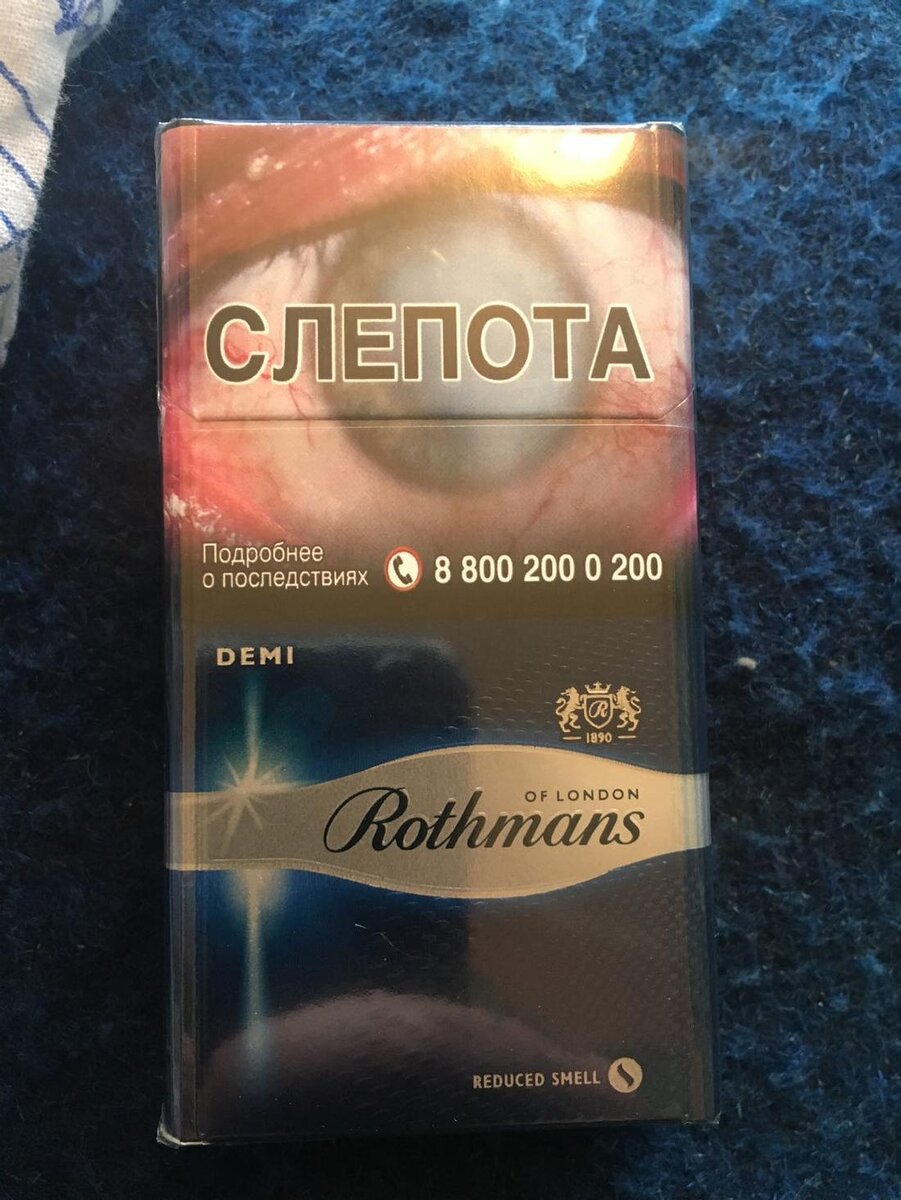 СЛЕПОТА
Подробнее
о последствиях
8 800 200 0 200
DEMI
R
1890
OF LONDON
Rothmans
REDUCED SMELL